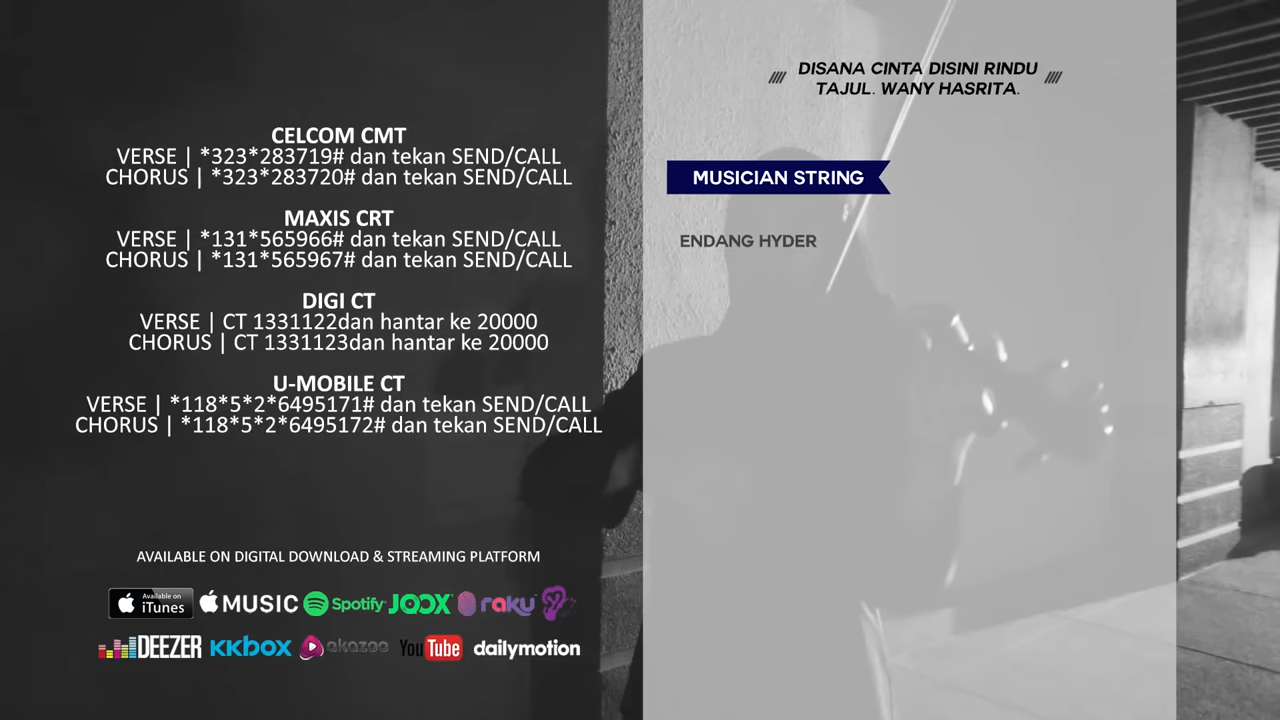 CELCOM CMT
VERSE | *323*283719# dan tekan SEND/CALL
CHORUS | *323*283720# dan tekan SEND/CALL
MAXIS CRT
VERSE | *131*565966# dan tekan SEND/CALL
CHORUS | *131*565967# dan tekan SEND/CALL
DIGI CT
VERSE | CT 1331122dan hantar ke 20000
CHORUS | CT 1331123dan hantar ke 20000
U-MOBILE CT
VERSE | *118*5*2*6495171# dan tekan SEND/CALL
CHORUS | *118*5*2*6495172# dan tekan SEND/CALL
AVAILABLE ON DIGITAL DOWNLOAD & STREAMING PLATFORM
Available on
iTunes
MUSIC
Spotify
JOOX
raku
DEEZER
KKBOX
akazoo
YouTube
dailymotion
//// DISANA CINTA DISINI RINDU ////
TAJUL. WANY HASRITA.
MUSICIAN STRING
ENDANG HYDER